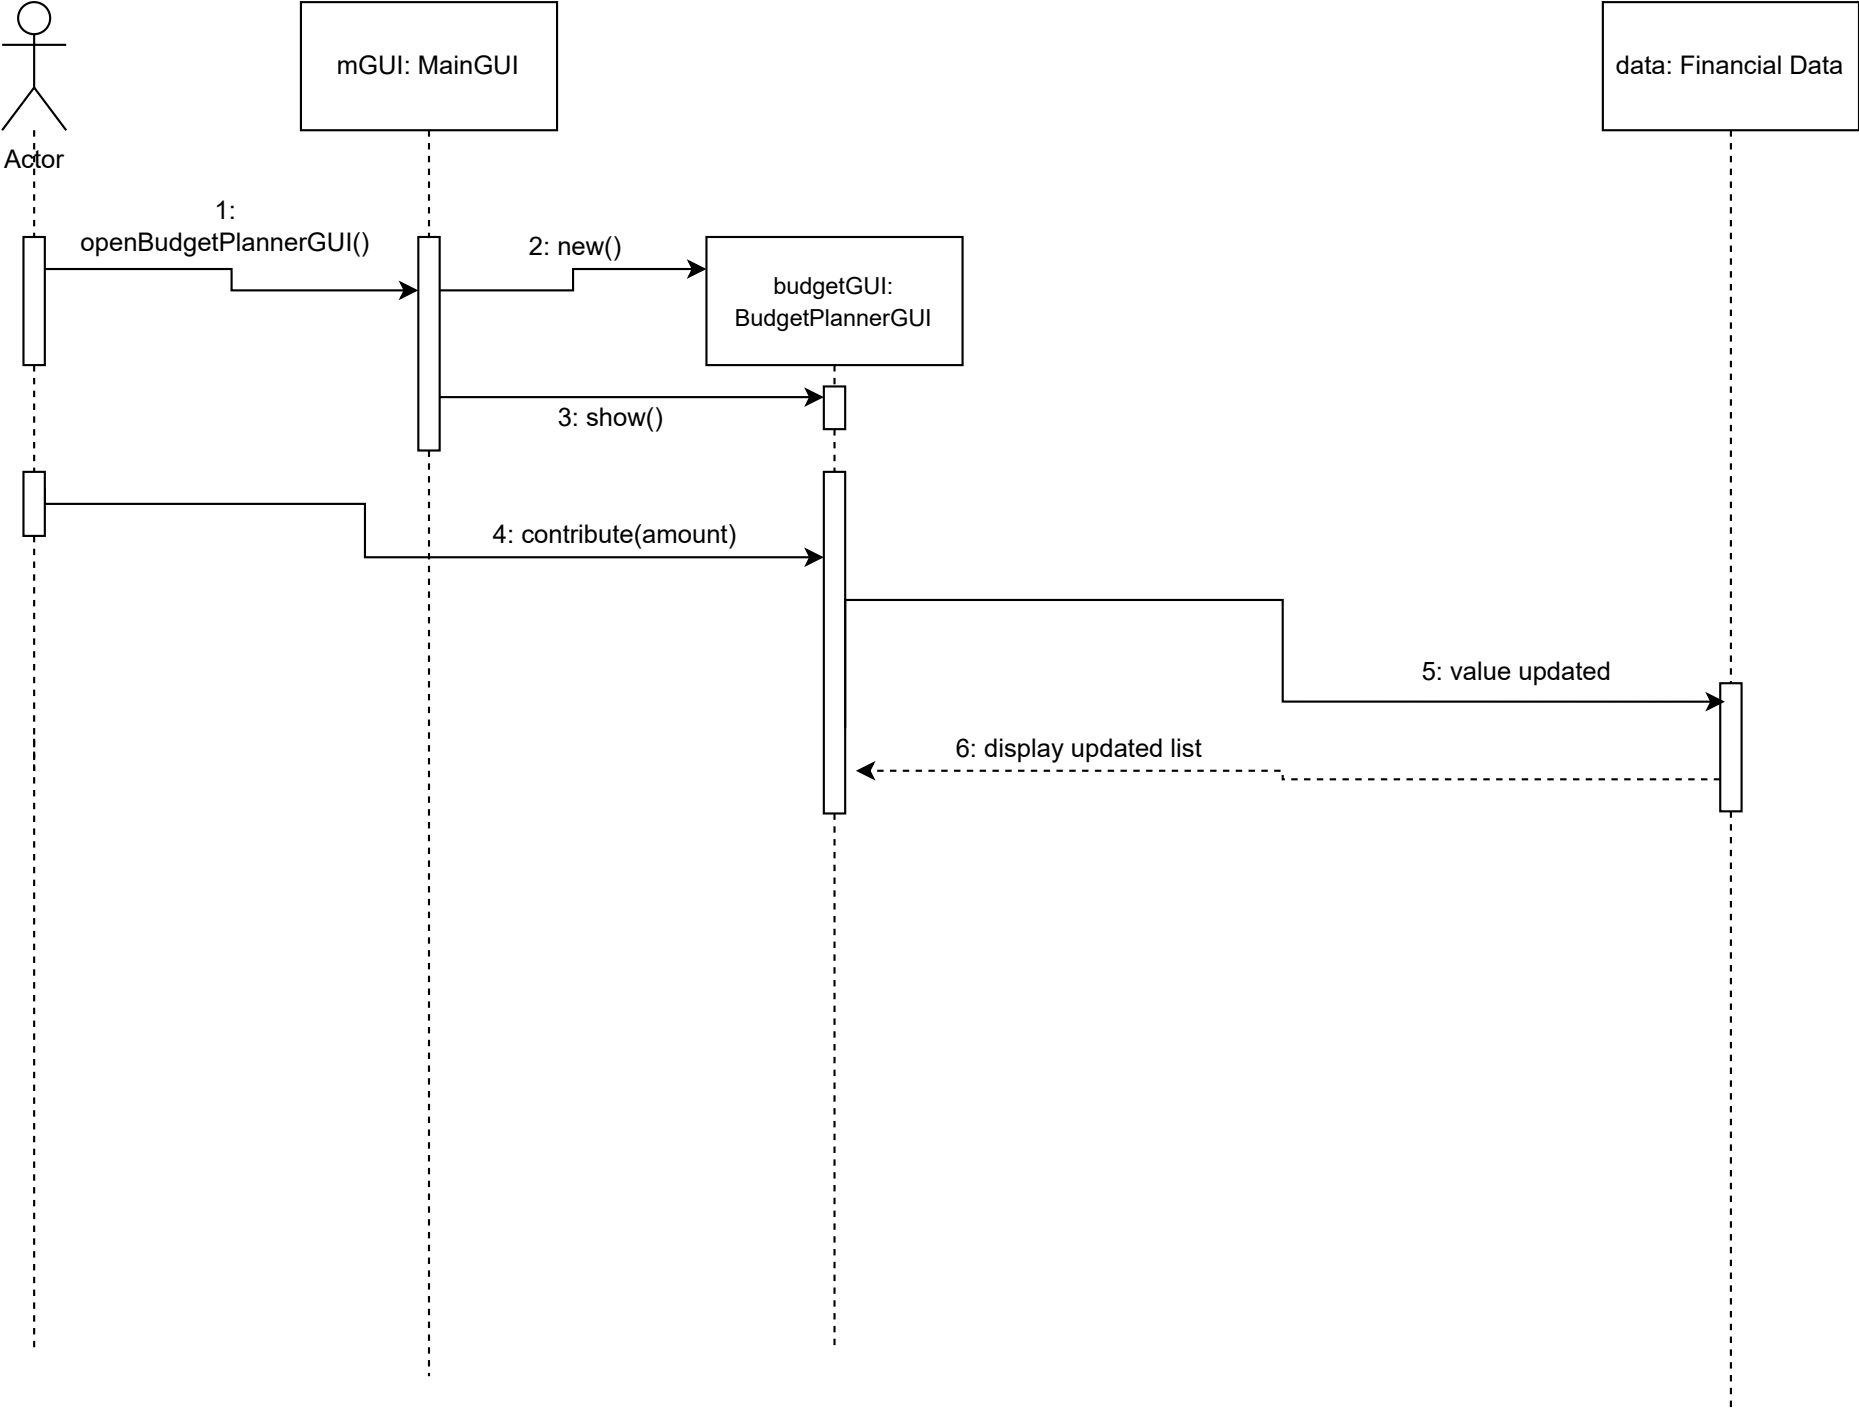 Actor
mGUI: MainGUI
data: Financial Data
1:
openBudgetPlannerGUI()
2: new()
budgetGUI:
BudgetPlannerGUI
3: show()
4: contribute(amount)
5: value updated
6: display updated list